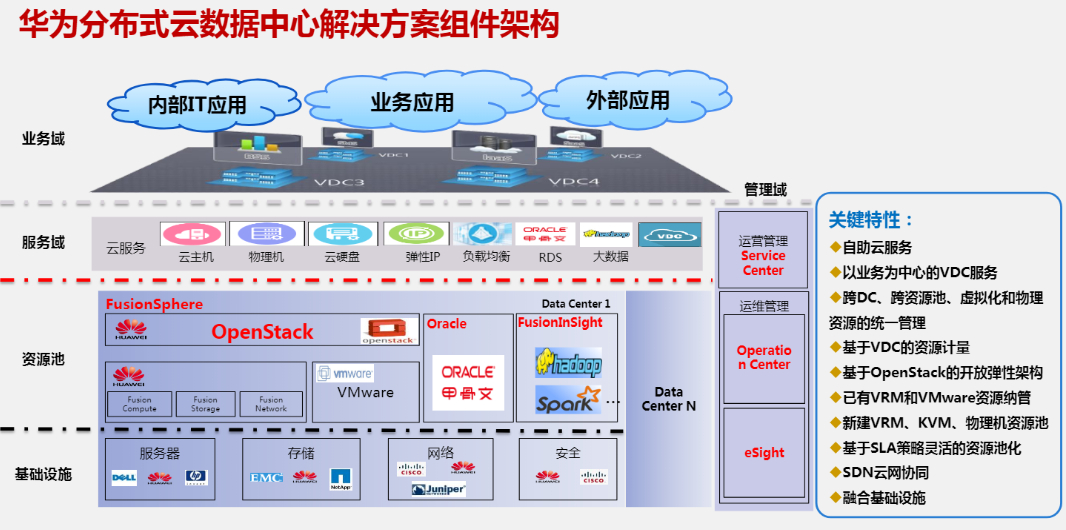 华为分布式云数据中心解决方案组件架构
内部IT应用
业务应用
外部应用
业务域
VDC1
VDC2
VDC3
VDC4
管理域
服务域
云服务
云主机
物理机
云硬盘
IP
弹性IP
负载均衡
ORACLE
甲骨文
RDS
hadoop
大数据
VDC
运营管理
Service
Center
资源池
FusionSphere
Data Center 1
HUAWEI
OpenStack
openstack
Oracle
FusionInSight
HUAWEI
Fusion
Compute
Fusion
Storage
Fusion
Network
vmware
VMware
ORACLE
甲骨文
hadoop
Spark
...
Data
Center N
运维管理
Operatio
n Center
eSight
基础设施
服务器
DELL
HUAWEI
hp
存储
EMC
HUAWEI
NetApp
网络
CISCO
HUAWEI
Juniper
安全
HUAWEI
CISCO
关键特性：
◆自助云服务
◆以业务为中心的VDC服务
◆跨DC、跨资源池、虚拟化和物理
资源的统一管理
◆基于VDC的资源计量
◆基于OpenStack的开放弹性架构
◆已有VRM和VMware资源纳管
◆新建VRM、KVM、物理机资源池
◆基于SLA策略灵活的资源池化
◆SDN云网协同
◆融合基础设施